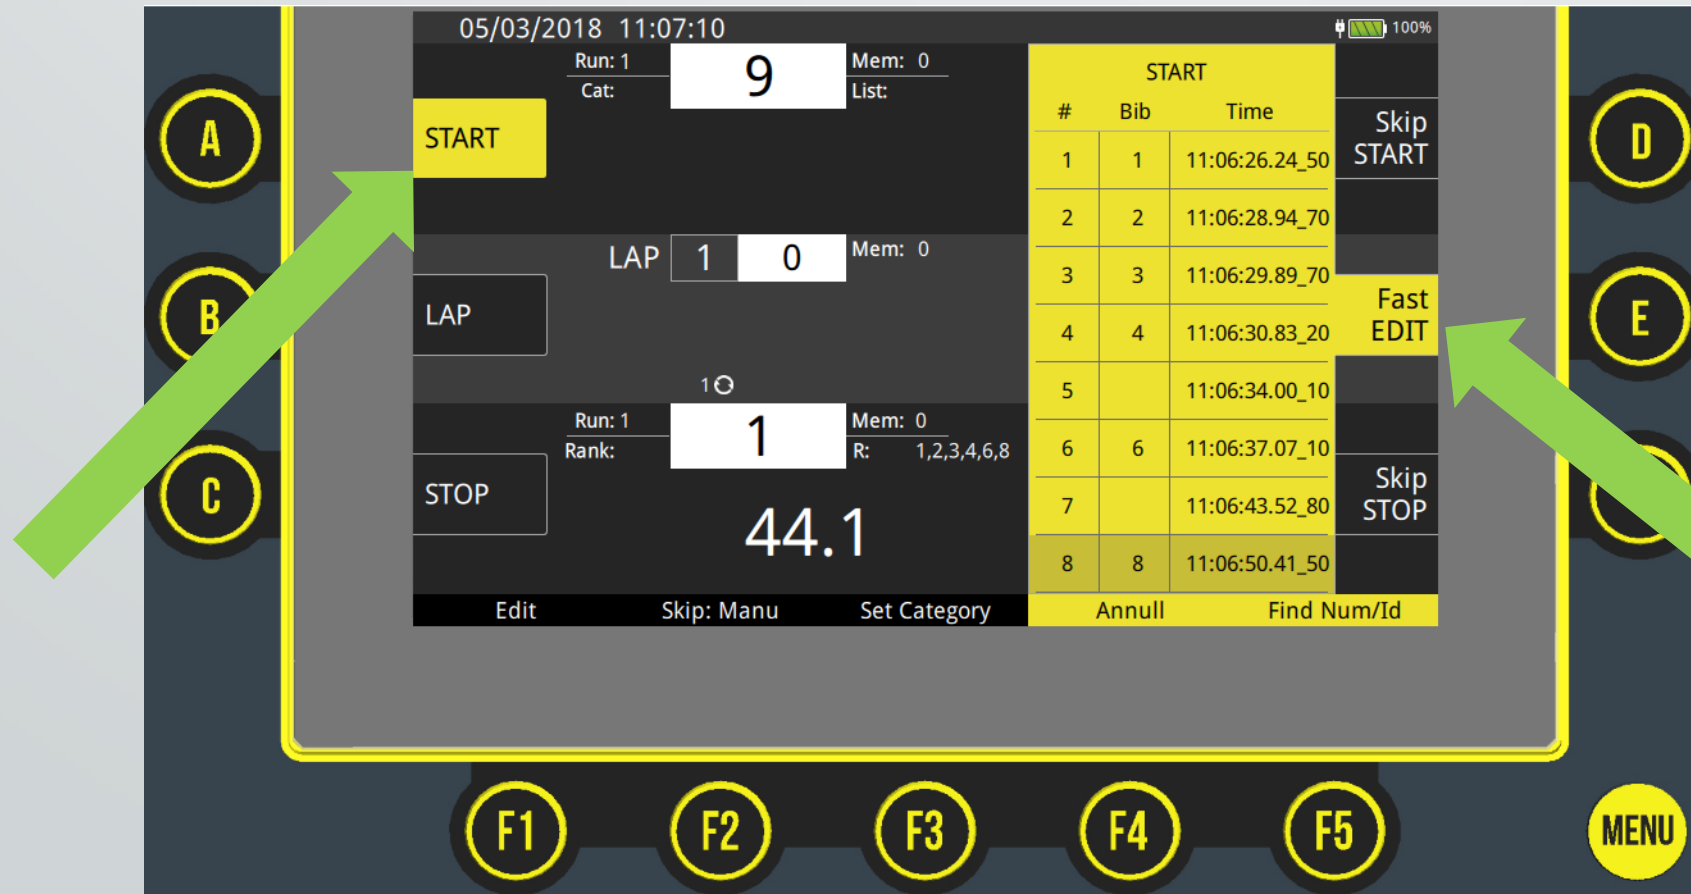 05/03/2018 11:07:10 100%
Run: 1 9 Mem: 0
Cat: List:
START
# Bib Time
A START Skip START D
1 1 11:06:26.24_50
2 2 11:06:28.94_70
LAP 1 0 Mem: 0
3 3 11:06:29.89_70
B LAP Fast EDIT E
4 4 11:06:30.83_20
1
5 11:06:34.00_10
Run: 1 1 Mem: 0
Rank: R: 1,2,3,4,6,8
6 6 11:06:37.07_10
C STOP Skip STOP
7 11:06:43.52_80
44.1
8 8 11:06:50.41_50
Edit Skip: Manu Set Category Annull Find Num/Id
F1 F2 F3 F4 F5 MENU